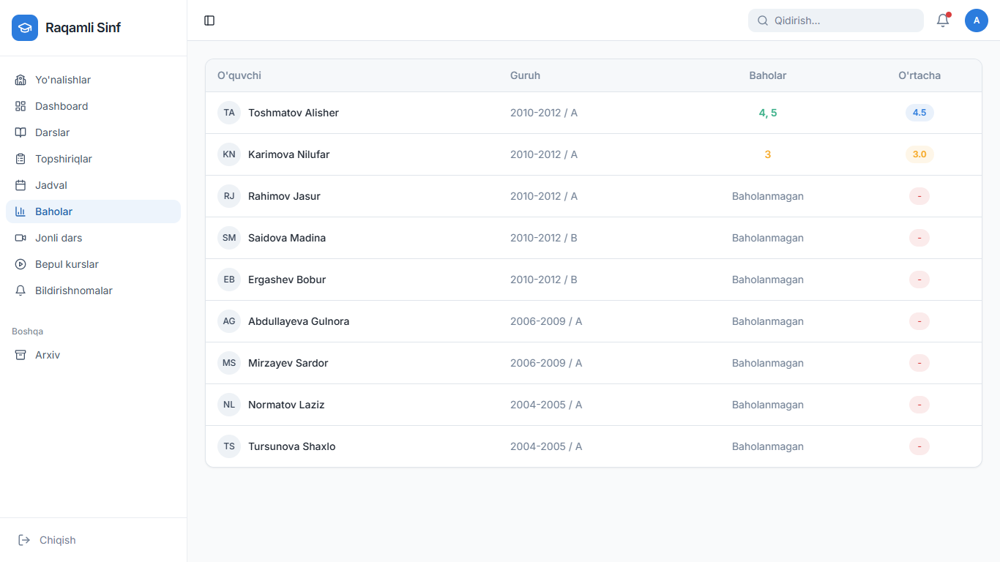 Raqamli Sinf
Qidirish...
A
Yo'nalishlar
Dashboard
Darslar
Topshiriqlar
Jadval
Baholar
Jonli dars
Bepul kurslar
Bildirishnomalar
Boshqa
Arxiv
Chiqish
O'quvchi Guruh Baholar O'rtacha
TA Toshmatov Alisher 2010-2012 / A 4, 5 4.5
KN Karimova Nilufar 2010-2012 / A 3 3.0
RJ Rahimov Jasur 2010-2012 / A Baholanmagan -
SM Saidova Madina 2010-2012 / B Baholanmagan -
EB Ergashev Bobur 2010-2012 / B Baholanmagan -
AG Abdullayeva Gulnora 2006-2009 / A Baholanmagan -
MS Mirzayev Sardor 2006-2009 / A Baholanmagan -
NL Normatov Laziz 2004-2005 / A Baholanmagan -
TS Tursunova Shaxlo 2004-2005 / A Baholanmagan -